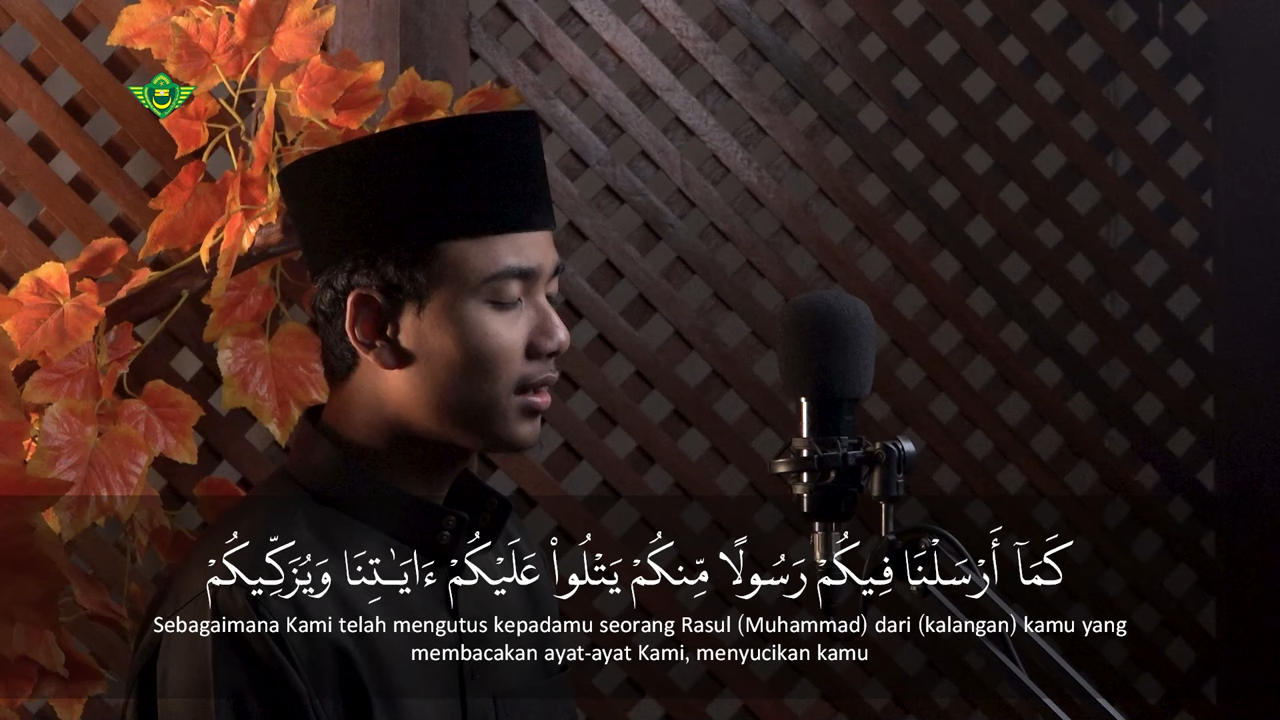 كَمَآ أَرْسَلْنَا فِيكُمْ رَسُولًا مِّنكُمْ يَتْلُوا۟ عَلَيْكُمْ ءَايَـٰتِنَا وَيُزَكِّيكُمْ
Sebagaimana Kami telah mengutus kepadamu seorang Rasul (Muhammad) dari (kalangan) kamu yang
membacakan ayat-ayat Kami, menyucikan kamu